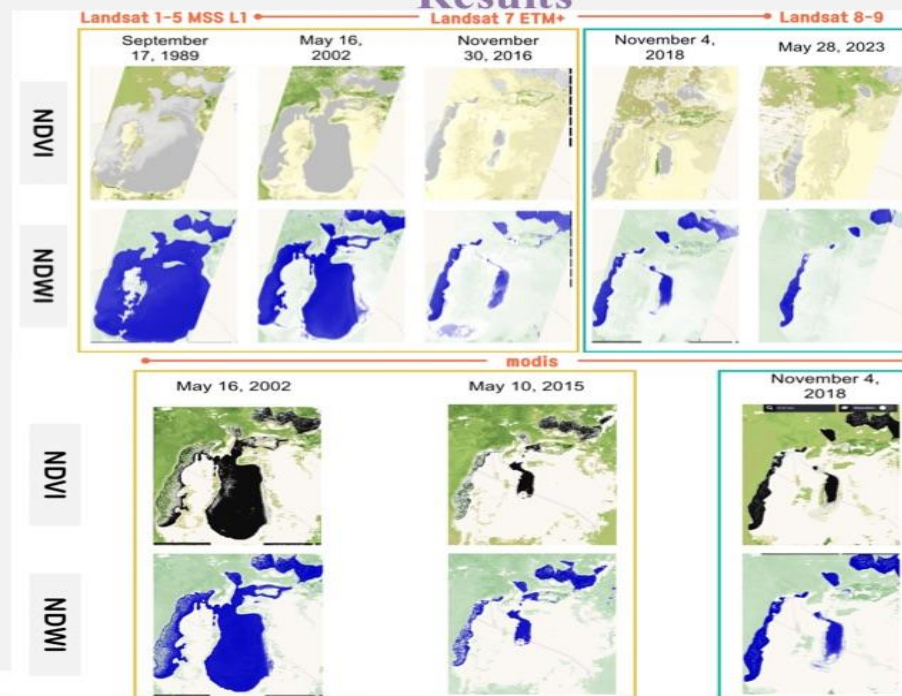 Results
Landsat 1-5 MSS L1
Landsat 7 ETM+
Landsat 8-9
September
17, 1989
May 16,
2002
November
30, 2016
November 4,
2018
May 28, 2023
NDVI
NDWI
modis
May 16, 2002
May 10, 2015
November 4,
2018
NDVI
NDWI